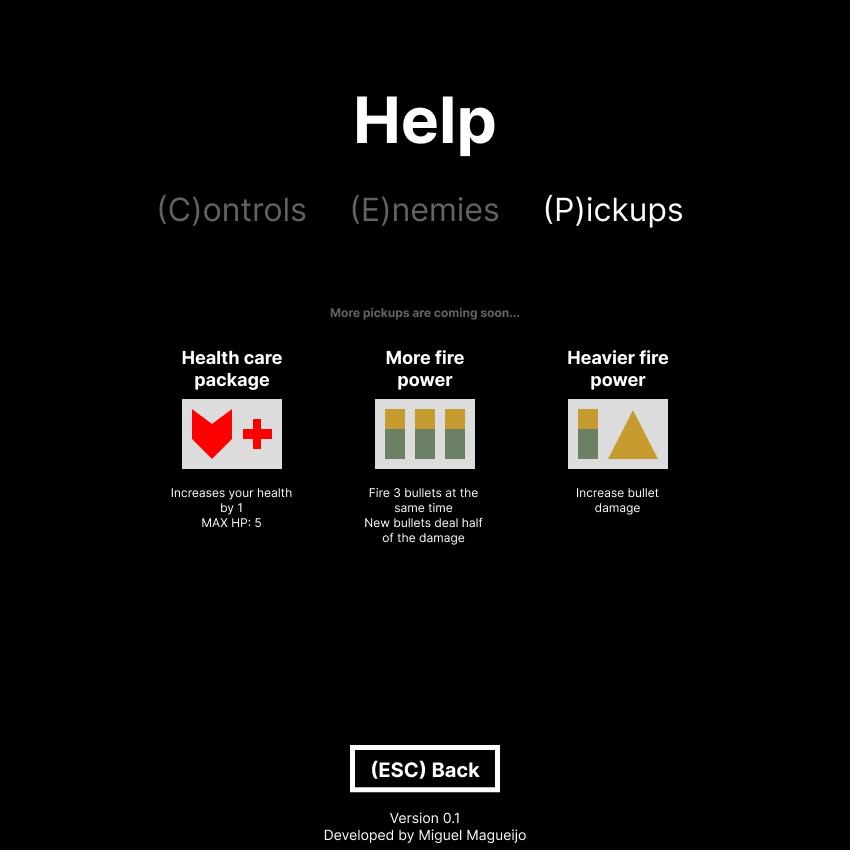 Help
(C)ontrols (E)nemies (P)ickups
More pickups are coming soon...
Health care
package
More fire
power
Heavier fire
power
Increases your health
by 1
MAX HP: 5
Fire 3 bullets at the
same time
New bullets deal half
of the damage
Increase bullet
damage
(ESC) Back
Version 0.1
Developed by Miguel Magueijo